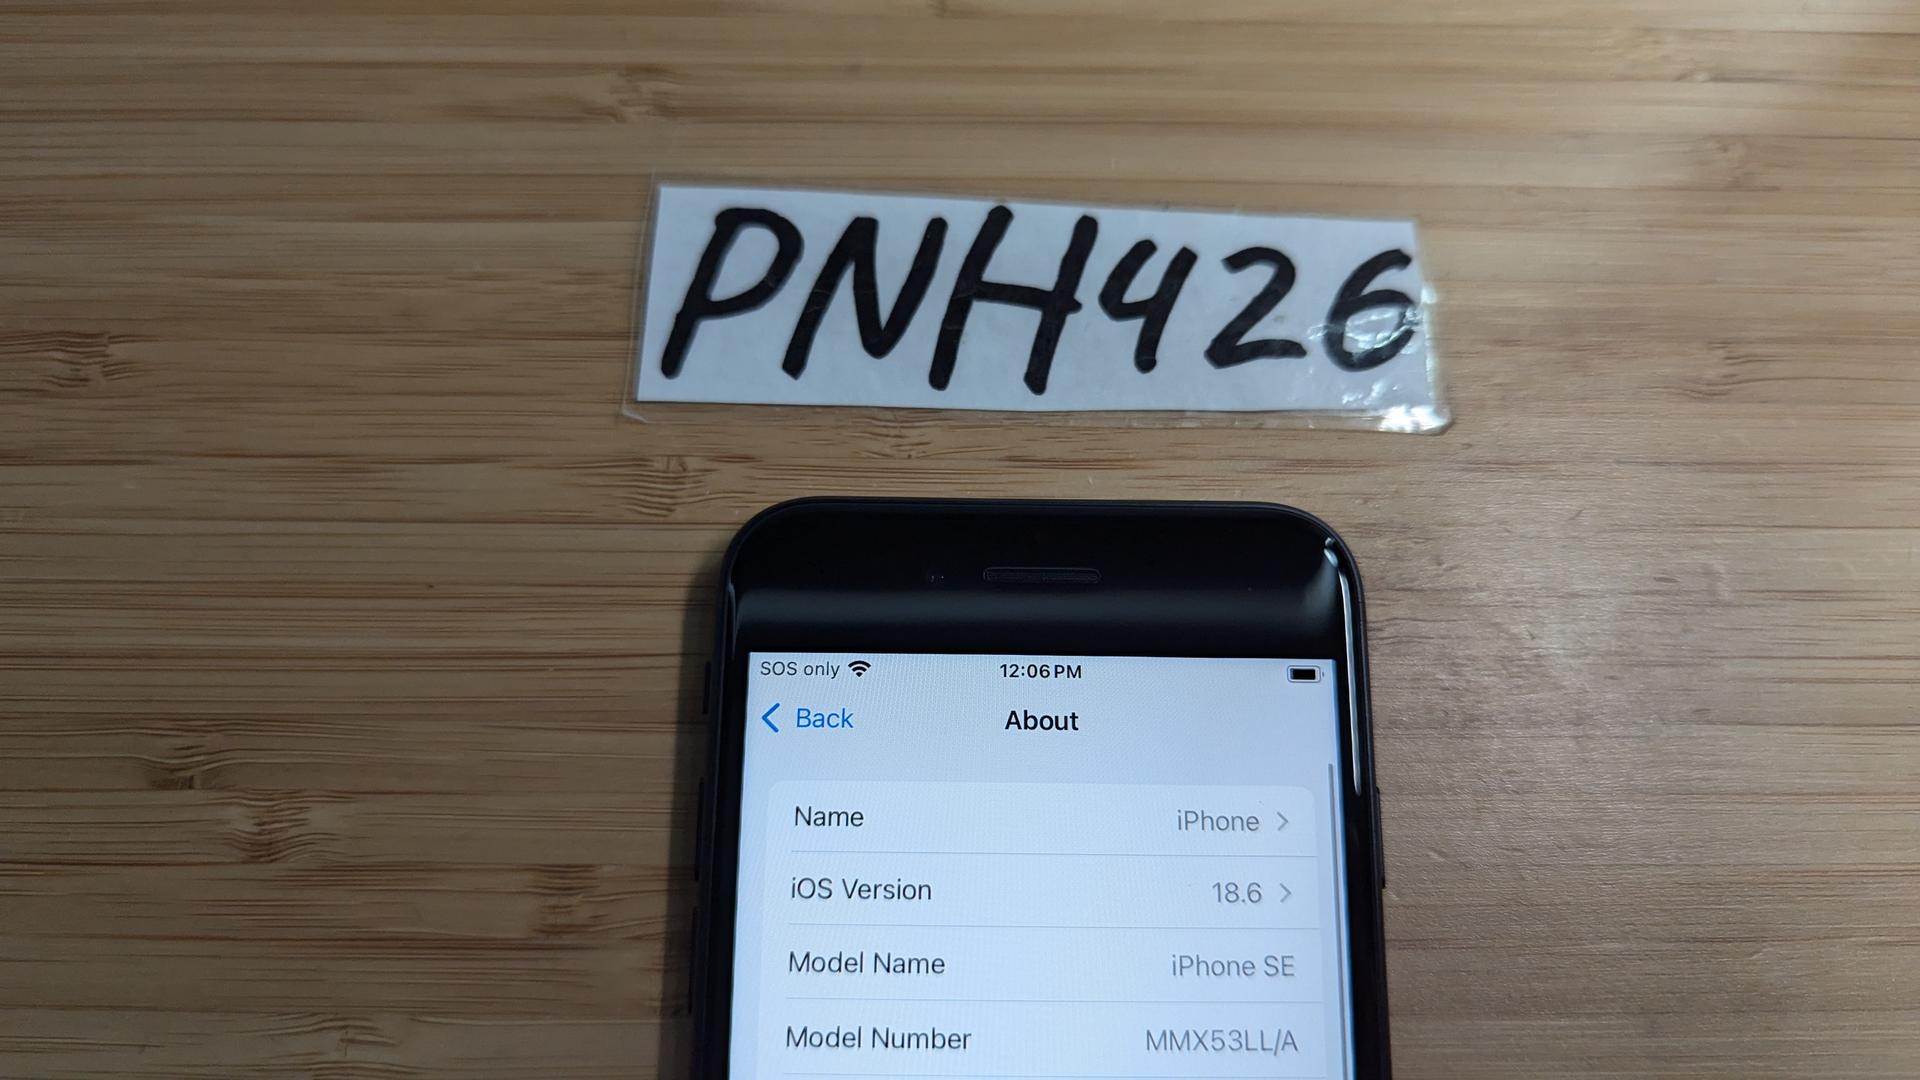 PNH426
SOS only 12:06 PM
Back About
Name iPhone
iOS Version 18.6
Model Name iPhone SE
Model Number MMX53LL/A